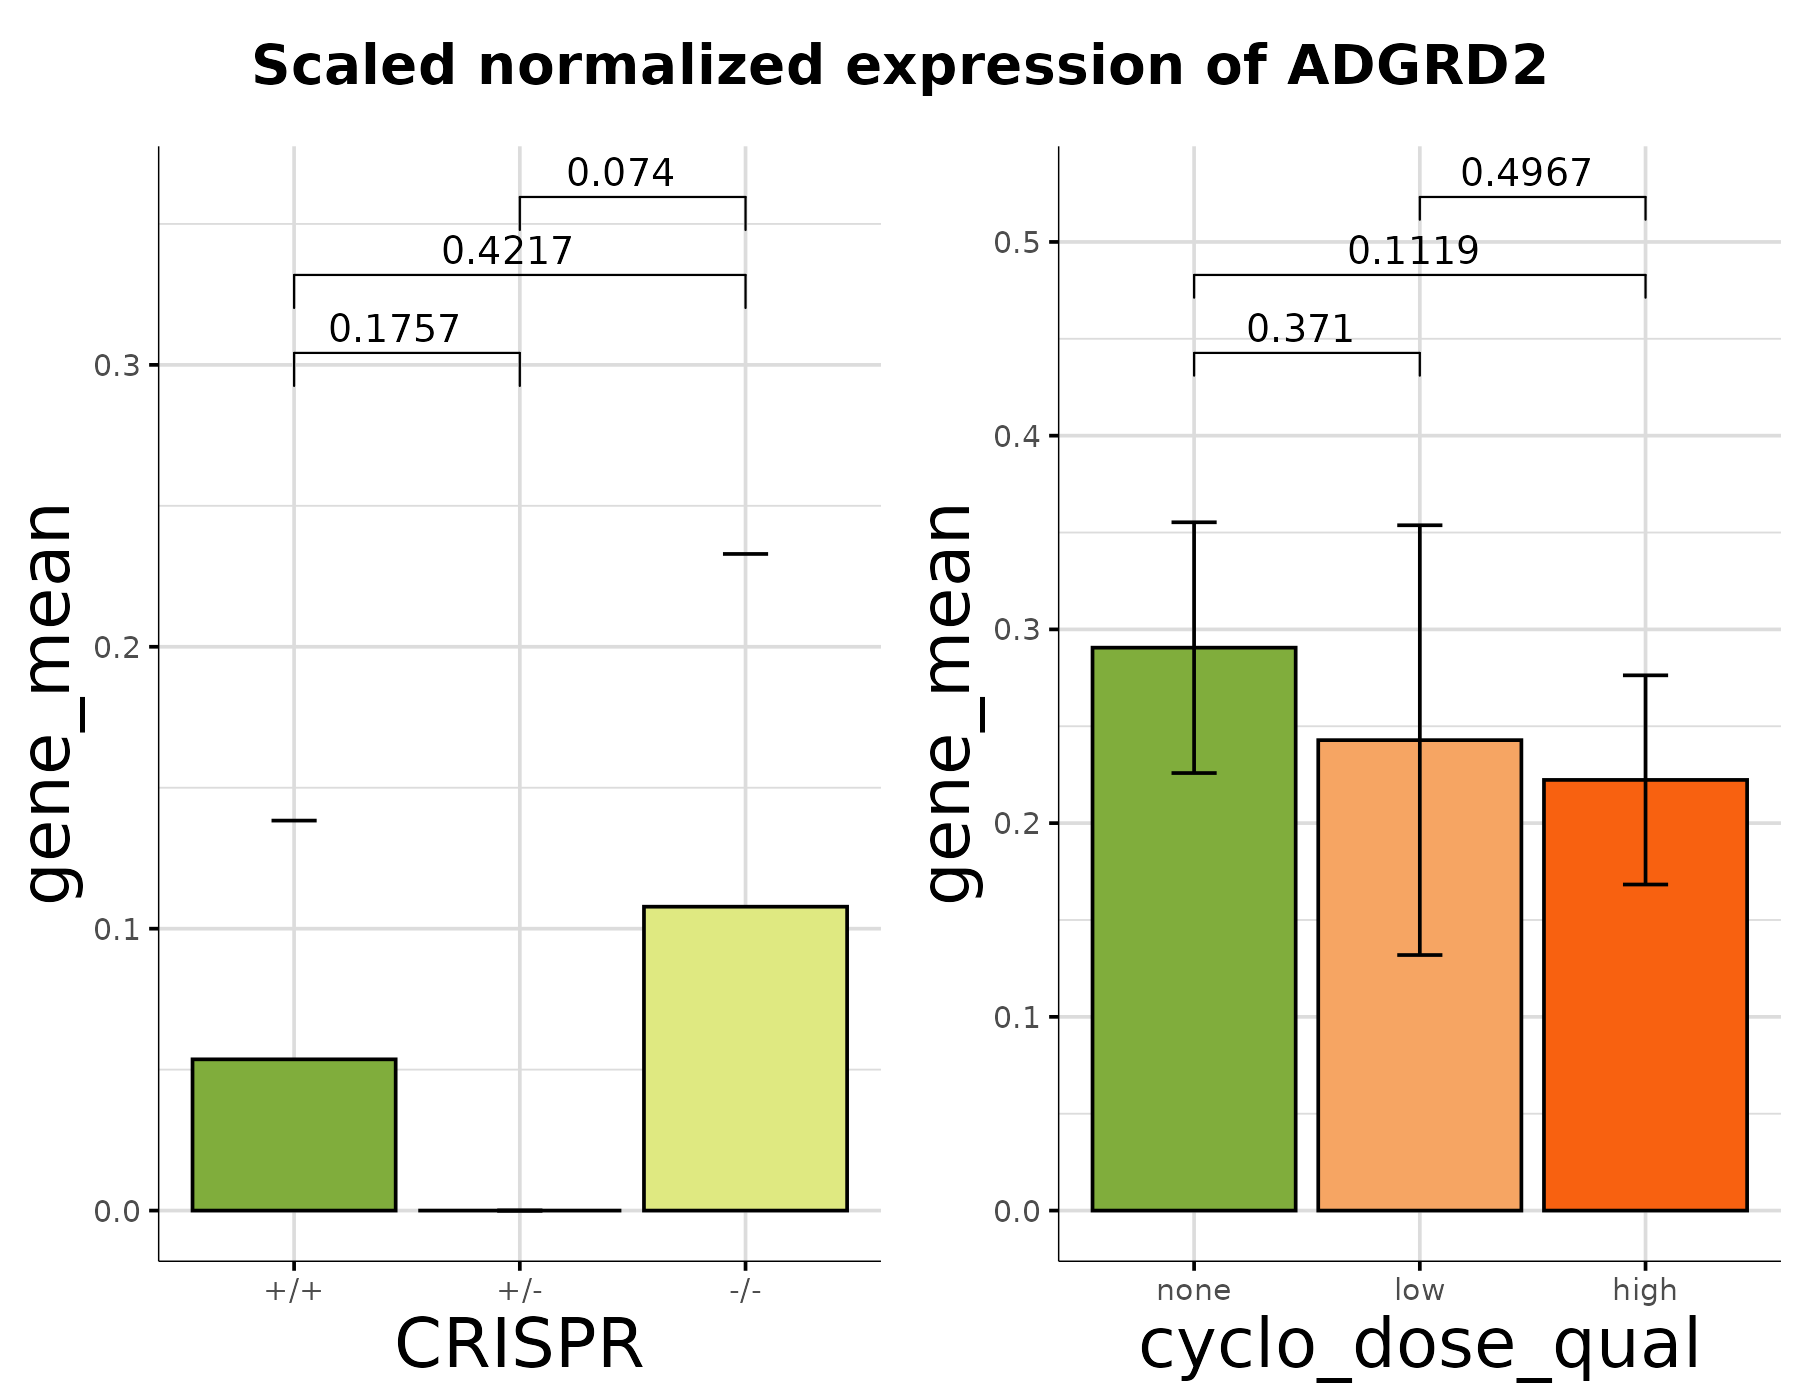 Scaled normalized expression of ADGRD2
0.074
0.4217
0.1757
0.3
0.2
0.1
0.0
gene_mean
+/+ +/- -/-
CRISPR
0.4967
0.1119
0.371
0.5
0.4
0.3
0.2
0.1
0.0
gene_mean
none low high
cyclo_dose_qual